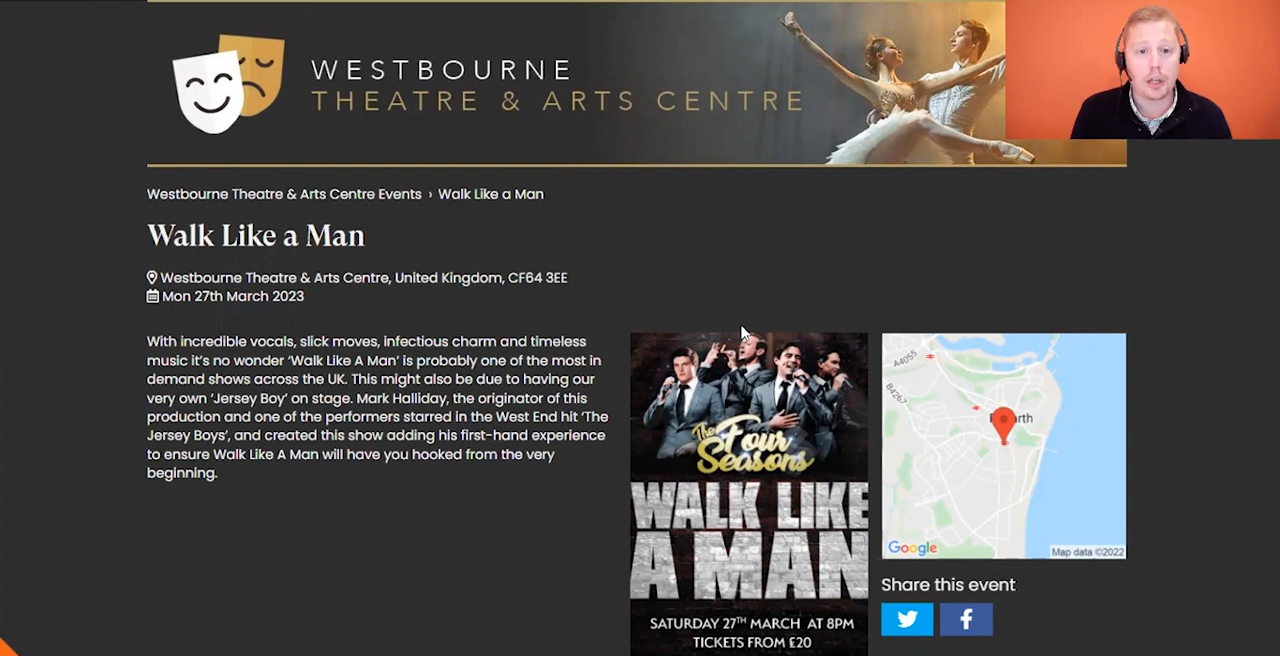 WESTBOURNE
THEATRE & ARTS CENTRE
Westbourne Theatre & Arts Centre Events › Walk Like a Man
Walk Like a Man
Westbourne Theatre & Arts Centre, United Kingdom, CF64 3EE
Mon 27th March 2023
With incredible vocals, slick moves, infectious charm and timeless
music it's no wonder ‘Walk Like A Man’ is probably one of the most in
demand shows across the UK. This might also be due to having our
very own ‘Jersey Boy’ on stage. Mark Halliday, the originator of this
production and one of the performers starred in the West End hit ‘The
Jersey Boys’, and created this show adding his first-hand experience
to ensure Walk Like A Man will have you hooked from the very
beginning.
The
Four
Seasons
WALK LIKE
A MAN
SATURDAY 27TH MARCH AT 8PM
TICKETS FROM £20
A4055
B4267
Google
Map data ©2022
Share this event